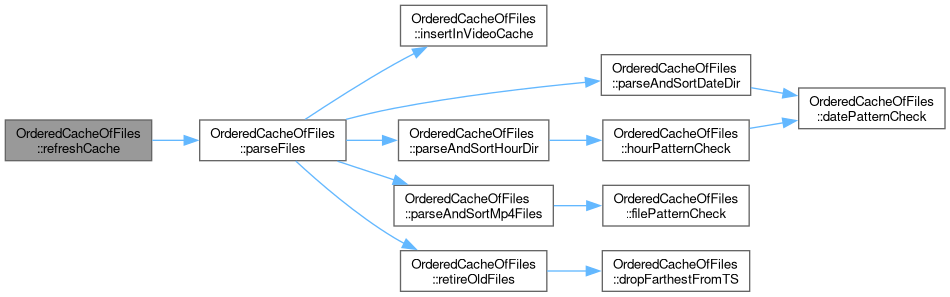 OrderedCacheOfFiles
::refreshCache
OrderedCacheOfFiles
::parseFiles
OrderedCacheOfFiles
::insertInVideoCache
OrderedCacheOfFiles
::parseAndSortDateDir
OrderedCacheOfFiles
::datePatternCheck
OrderedCacheOfFiles
::parseAndSortHourDir
OrderedCacheOfFiles
::hourPatternCheck
OrderedCacheOfFiles
::parseAndSortMp4Files
OrderedCacheOfFiles
::filePatternCheck
OrderedCacheOfFiles
::retireOldFiles
OrderedCacheOfFiles
::dropFarthestFromTS